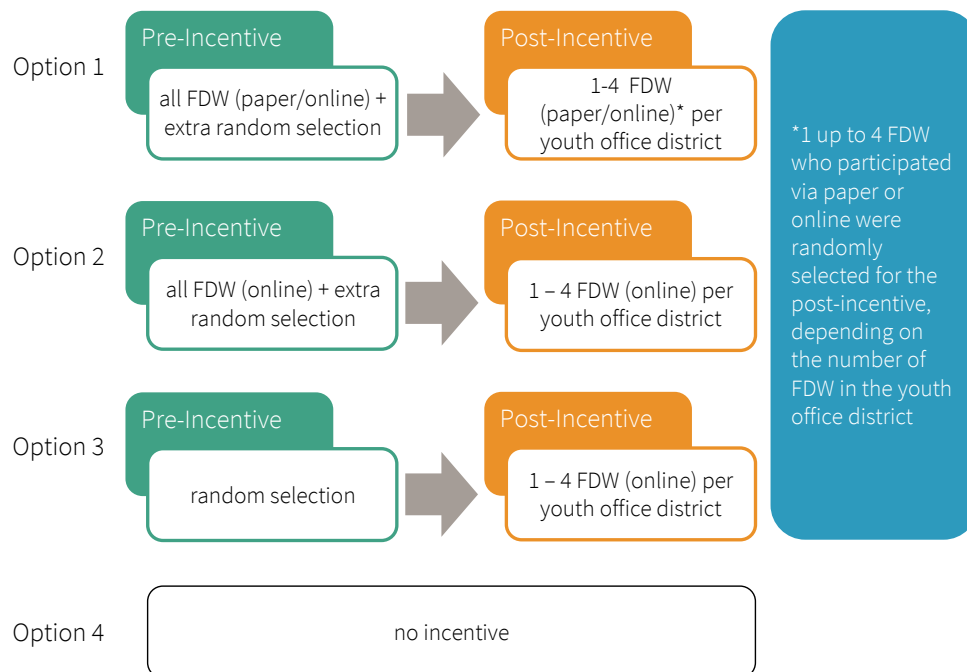 Option 1
Pre-Incentive
all FDW (paper/online) +
extra random selection
Post-Incentive
1-4 FDW
(paper/online)* per
youth office district
Option 2
Pre-Incentive
all FDW (online) + extra
random selection
Post-Incentive
1 – 4 FDW (online) per
youth office district
Option 3
Pre-Incentive
random selection
Post-Incentive
1 – 4 FDW (online) per
youth office district
*1 up to 4 FDW
who participated
via paper or
online were
randomly
selected for the
post-incentive,
depending on
the number of
FDW in the youth
office district
Option 4
no incentive